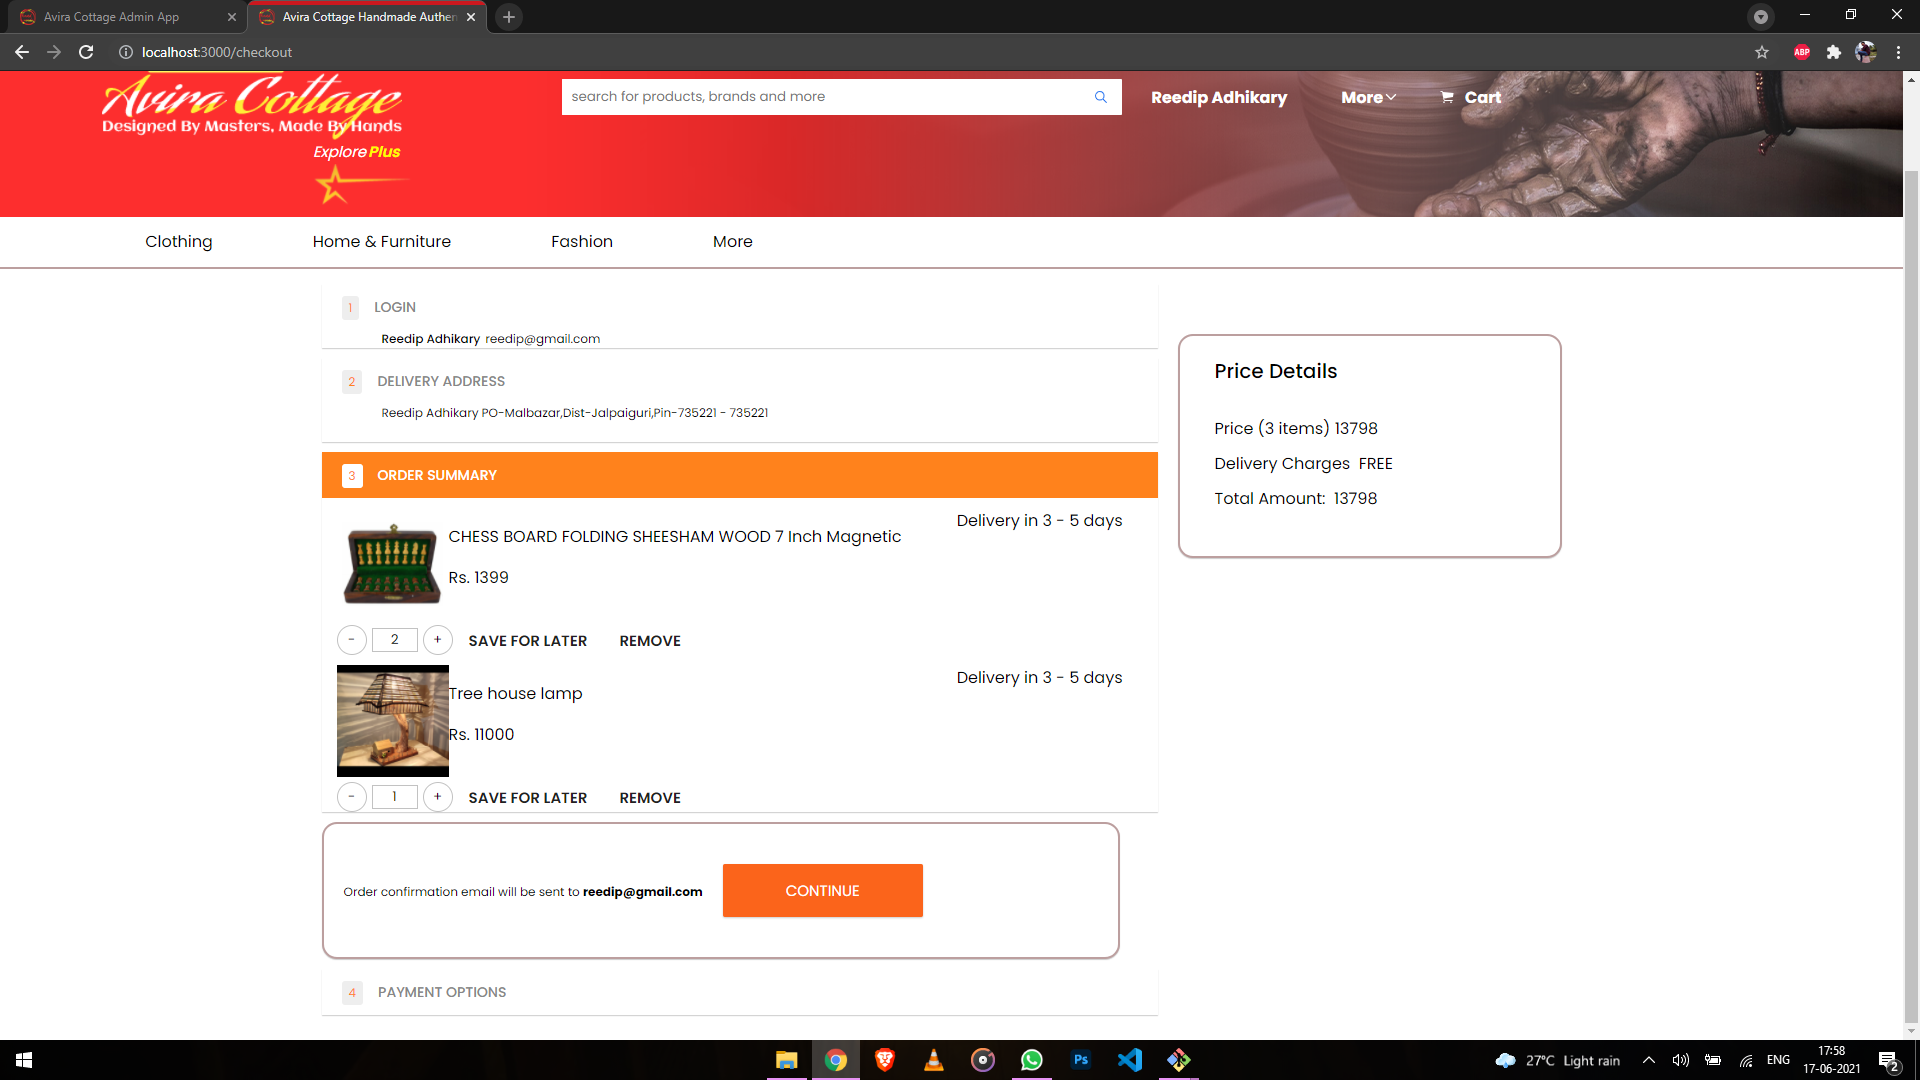 Avira Cottage Admin App
Avira Cottage Handmade Authen
localhost:3000/checkout
ABP
Avira Cottage
Designed By Masters, Made By Hands
Explore Plus
search for products, brands and more
Reedip Adhikary
More
Cart
Clothing
Home & Furniture
Fashion
More
1 LOGIN
Reedip Adhikary reedip@gmail.com
2 DELIVERY ADDRESS
Reedip Adhikary PO-Malbazar,Dist-Jalpaiguri,Pin-735221 - 735221
3 ORDER SUMMARY
CHESS BOARD FOLDING SHEESHAM WOOD 7 Inch Magnetic
Delivery in 3 - 5 days
Rs. 1399
- 2 + SAVE FOR LATER REMOVE
Tree house lamp
Delivery in 3 - 5 days
Rs. 11000
- 1 + SAVE FOR LATER REMOVE
Order confirmation email will be sent to reedip@gmail.com
CONTINUE
4 PAYMENT OPTIONS
Price Details
Price (3 items) 13798
Delivery Charges FREE
Total Amount: 13798
Ps
27°C Light rain
ENG
17:58
17-06-2021
2